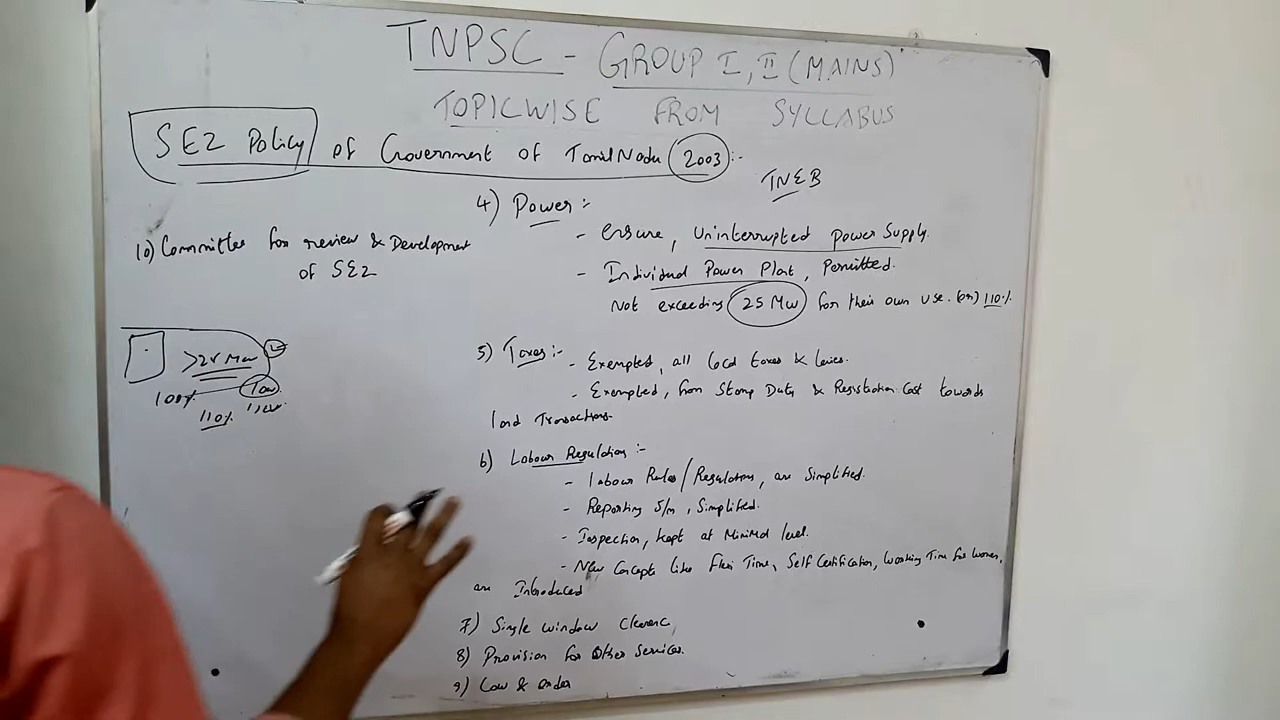 TNPSC - GROUP I, II (MAINS)
TOPICWISE FROM SYLLABUS
SEZ Policy of Government of Tamil Nadu 2003:-
TNEB
4) Power:-
- ensure, Uninterrupted Power Supply.
- Individual Power Plant, Permitted.
Not exceeding 25 MW for their own use. (or) 110%.
10) Committee for review & Development
of SEZ
>25 MW
100%
110%
5) Taxes:-
- Exempted, all local taxes & levies.
- Exempted, from Stamp Duty & Registration Cost towards
land Transactions.
6) Labour Regulation:-
- Labour Rules/Regulations, are Simplified.
- Reporting S/m, Simplified.
- Inspection, kept at Minimal level.
- New Concepts like Flexi Time, Self Certification, Working Time for women,
are Introduced
7) Single window Clearenc
8) Provision for Other Services.
9) Law & order